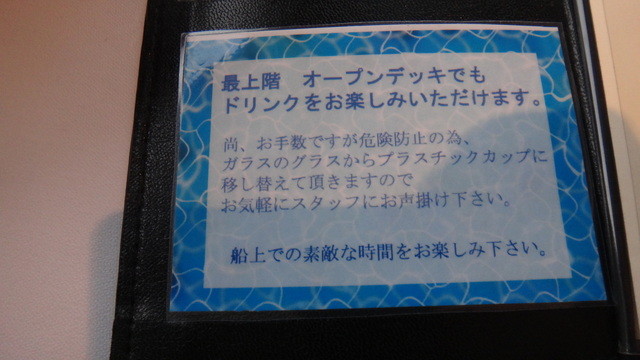 最上階　オープンデッキでも
ドリンクをお楽しみいただけます。
尚、お手数ですが危険防止の為、
ガラスのグラスからプラスチックカップに
移し替えて頂きますので
お気軽にスタッフにお声掛け下さい。
船上での素敵な時間をお楽しみ下さい。